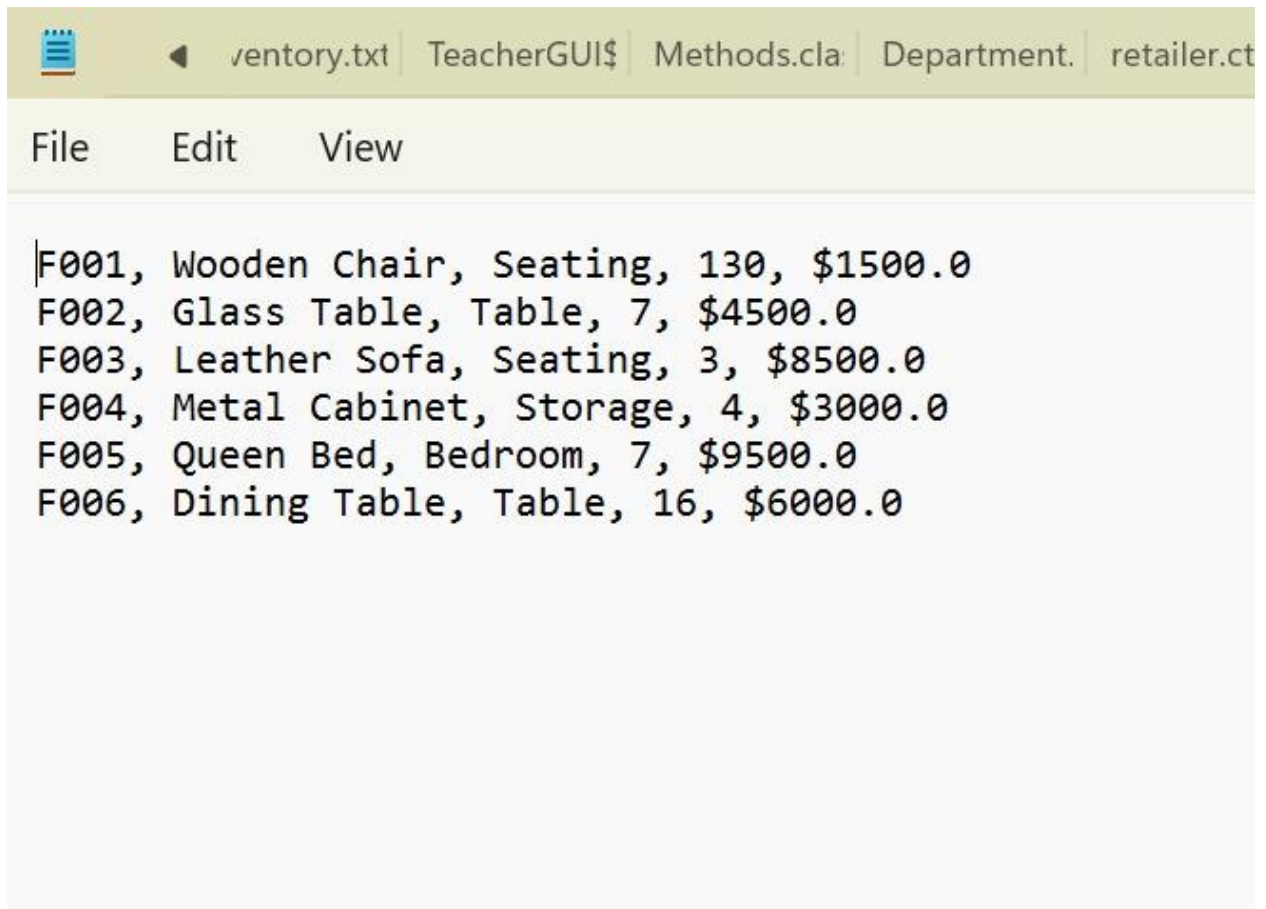 ventory.txt TeacherGUI$ Methods.cla Department. retailer.ct
File Edit View
F001, Wooden Chair, Seating, 130, $1500.0
F002, Glass Table, Table, 7, $4500.0
F003, Leather Sofa, Seating, 3, $8500.0
F004, Metal Cabinet, Storage, 4, $3000.0
F005, Queen Bed, Bedroom, 7, $9500.0
F006, Dining Table, Table, 16, $6000.0